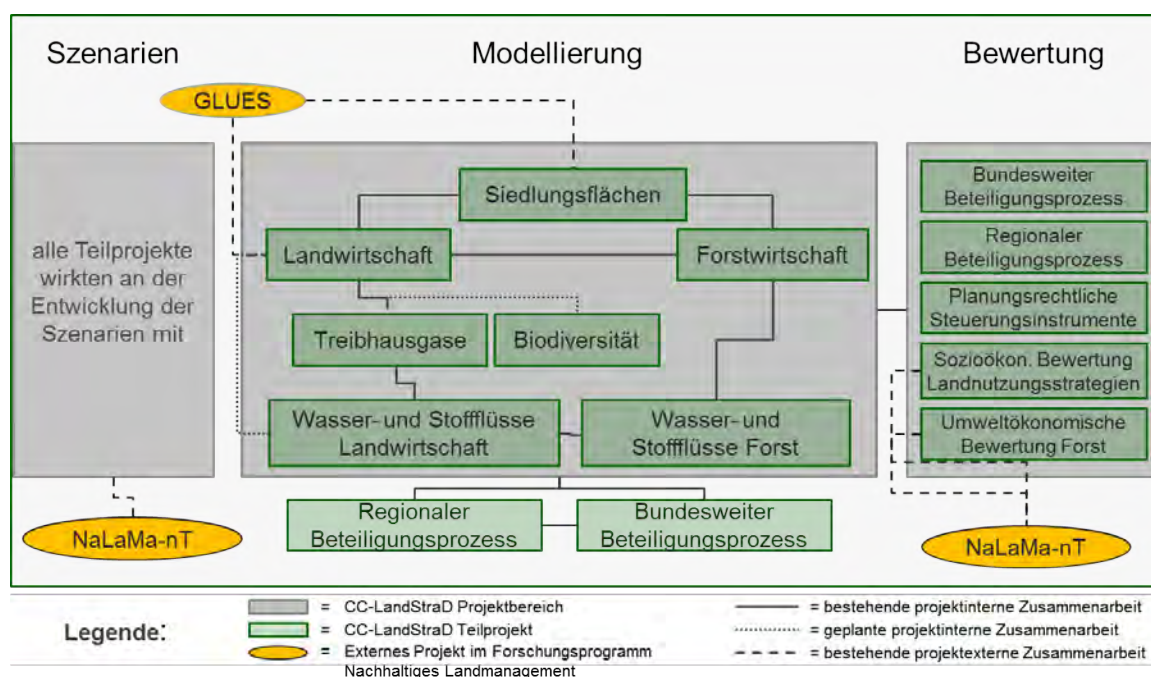 Szenarien
Modellierung
Bewertung
GLUES
alle Teilprojekte
wirkten an der
Entwicklung der
Szenarien mit
Siedlungsflächen
Landwirtschaft
Forstwirtschaft
Treibhausgase
Biodiversität
Wasser- und Stoffflüsse
Landwirtschaft
Wasser- und
Stoffflüsse Forst
Bundesweiter
Beteiligungsprozess
Regionaler
Beteiligungsprozess
Planungsrechtliche
Steuerungsinstrumente
Sozioökon. Bewertung
Landnutzungsstrategien
Umweltökonomische
Bewertung Forst
Regionaler
Beteiligungsprozess
Bundesweiter
Beteiligungsprozess
NaLaMa-nT
NaLaMa-nT
Legende:
= CC-LandStraD Projektbereich
= CC-LandStraD Teilprojekt
= Externes Projekt im Forschungsprogramm
Nachhaltiges Landmanagement
= bestehende projektinterne Zusammenarbeit
= geplante projektinterne Zusammenarbeit
= bestehende projektexterne Zusammenarbeit